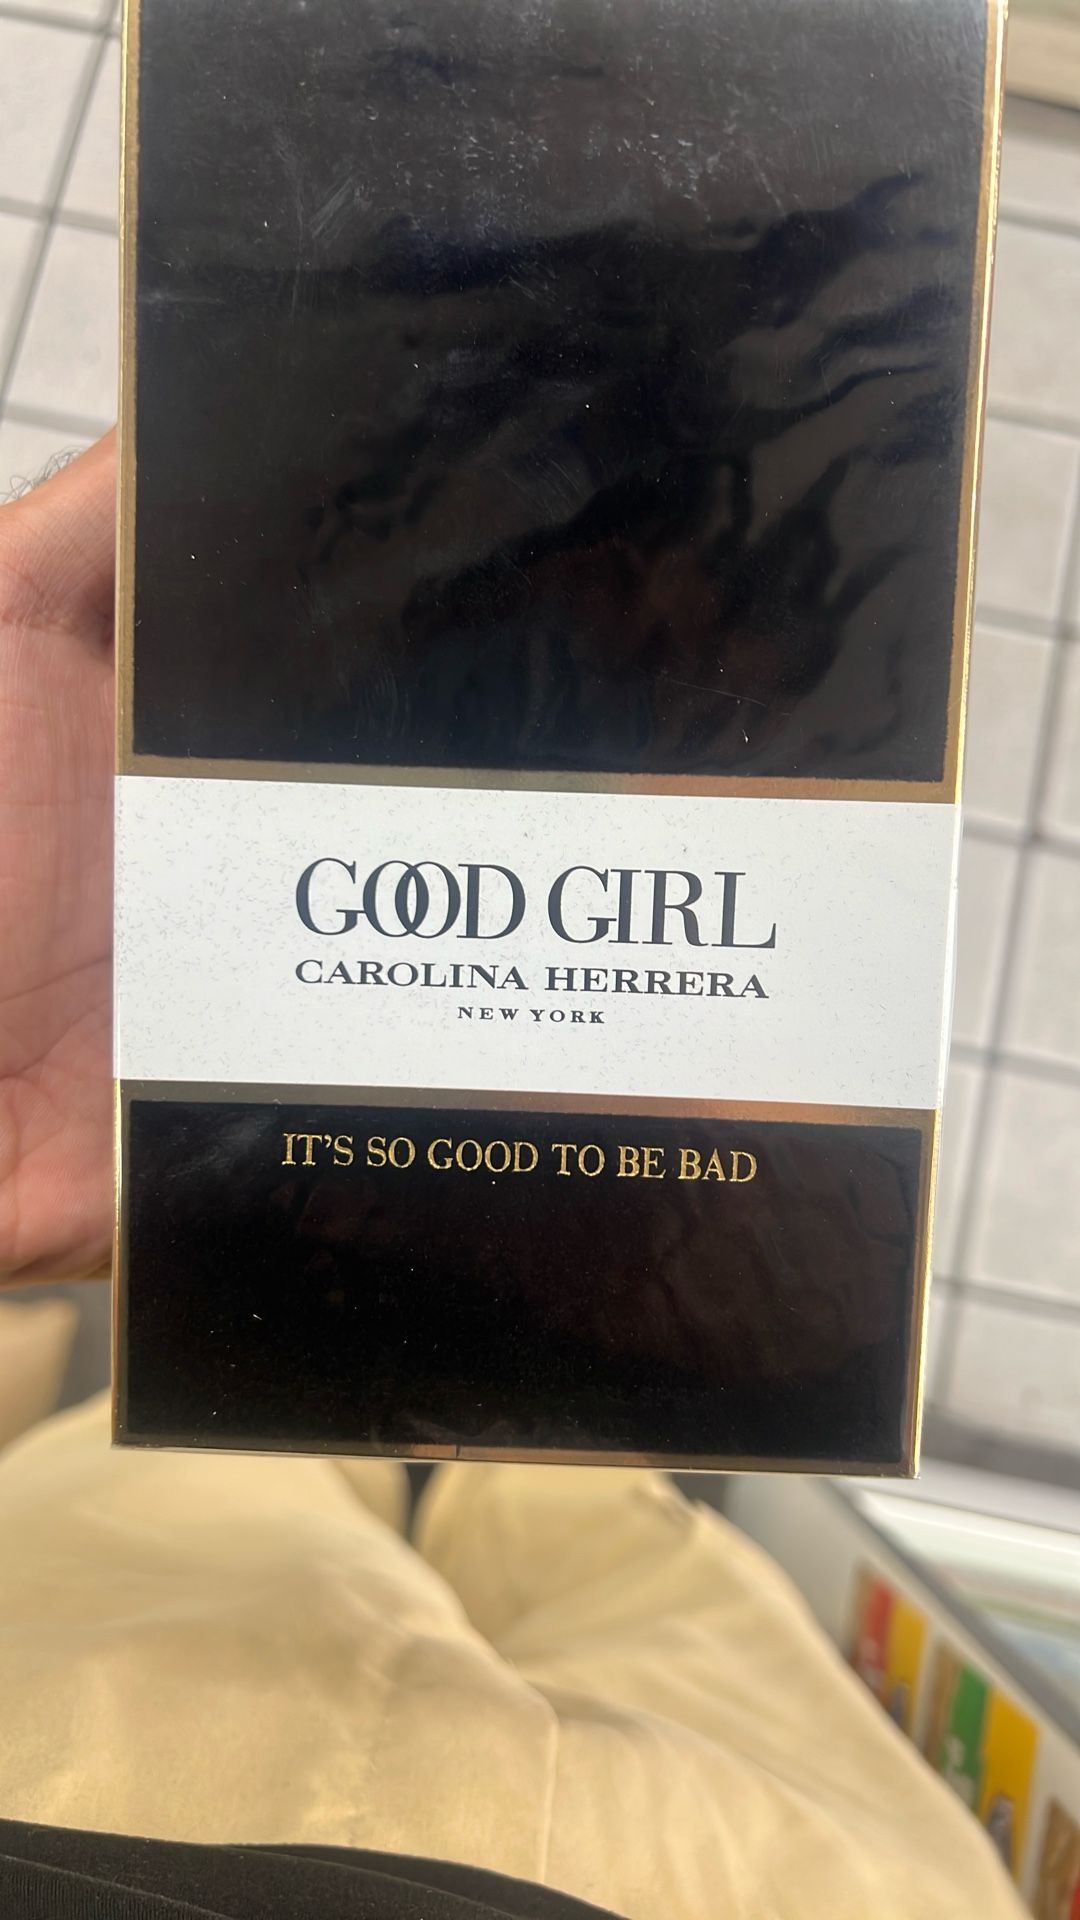 GOOD GIRL
CAROLINA HERRERA
NEW YORK
IT'S SO GOOD TO BE BAD